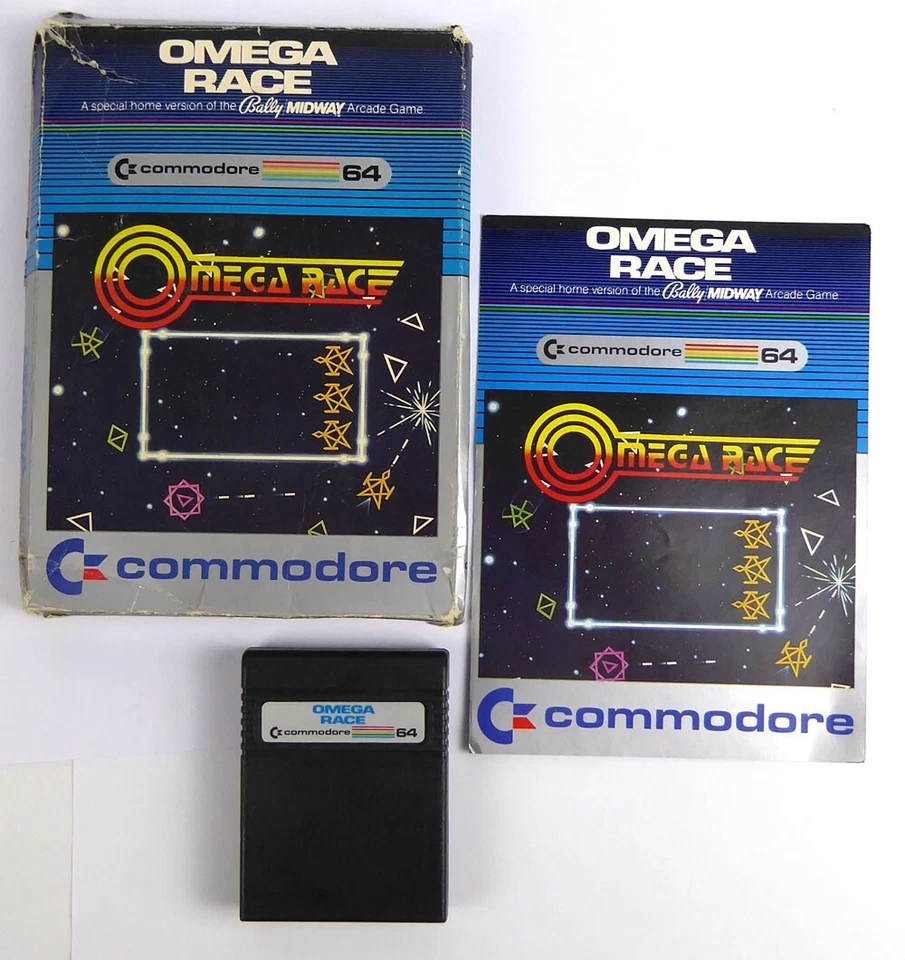 OMEGA
RACE
A special home version of the Bally MIDWAY Arcade Game.
commodore 64
OMEGA RACE
commodore
OMEGA
RACE
A special home version of the Bally MIDWAY Arcade Game
commodore 64
OMEGA RACE
commodore
OMEGA
RACE
commodore 64